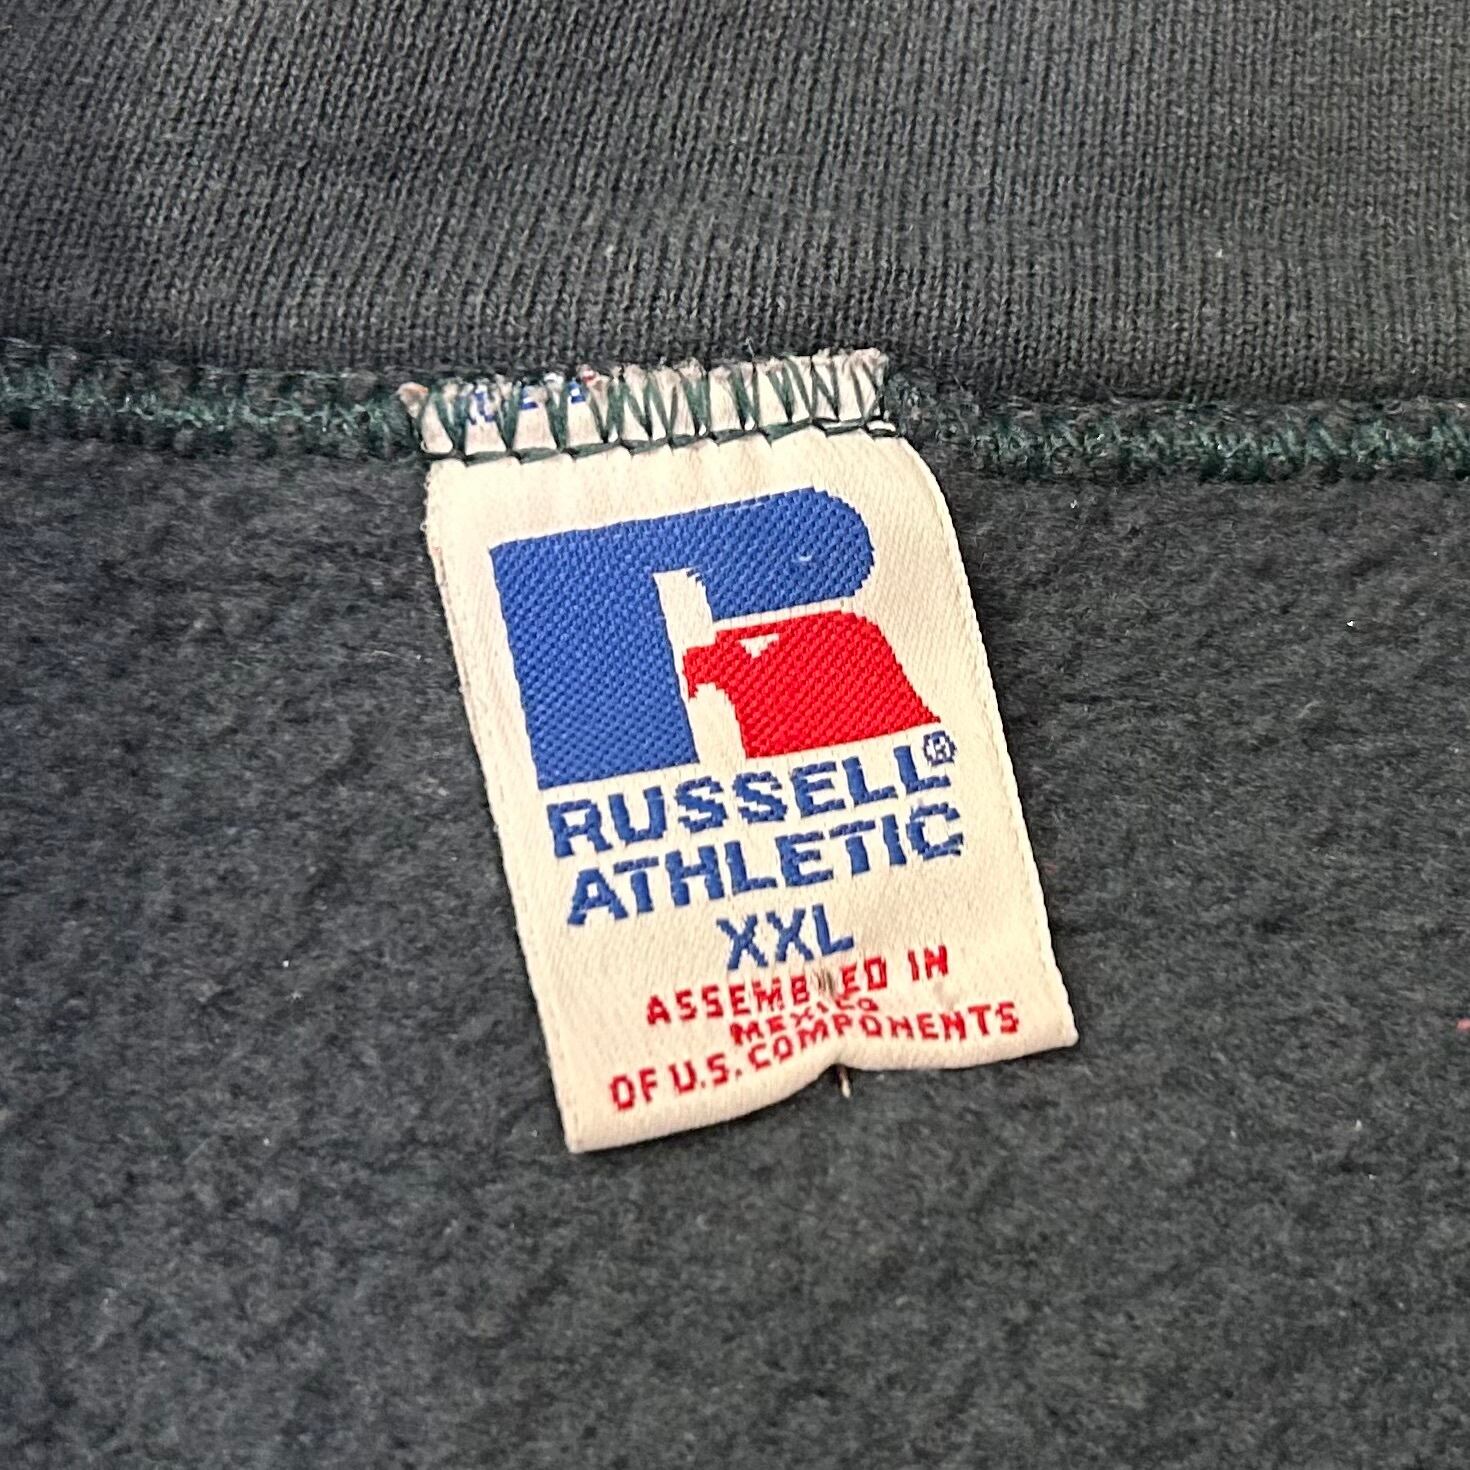 RUSSELL®
ATHLETIC
XXL
ASSEMBLED IN
MEXICO
OF U.S. COMPONENTS